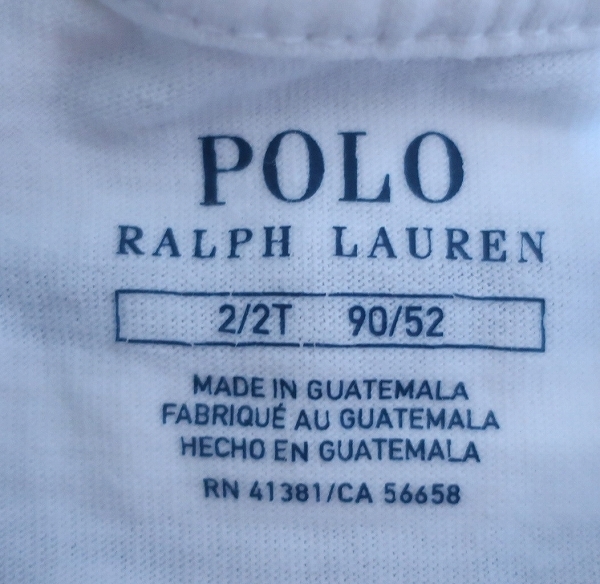 POLO
RALPH LAUREN
2/2T 90/52
MADE IN GUATEMALA
FABRIQUÉ AU GUATEMALA
HECHO EN GUATEMALA
RN 41381/CA 56658